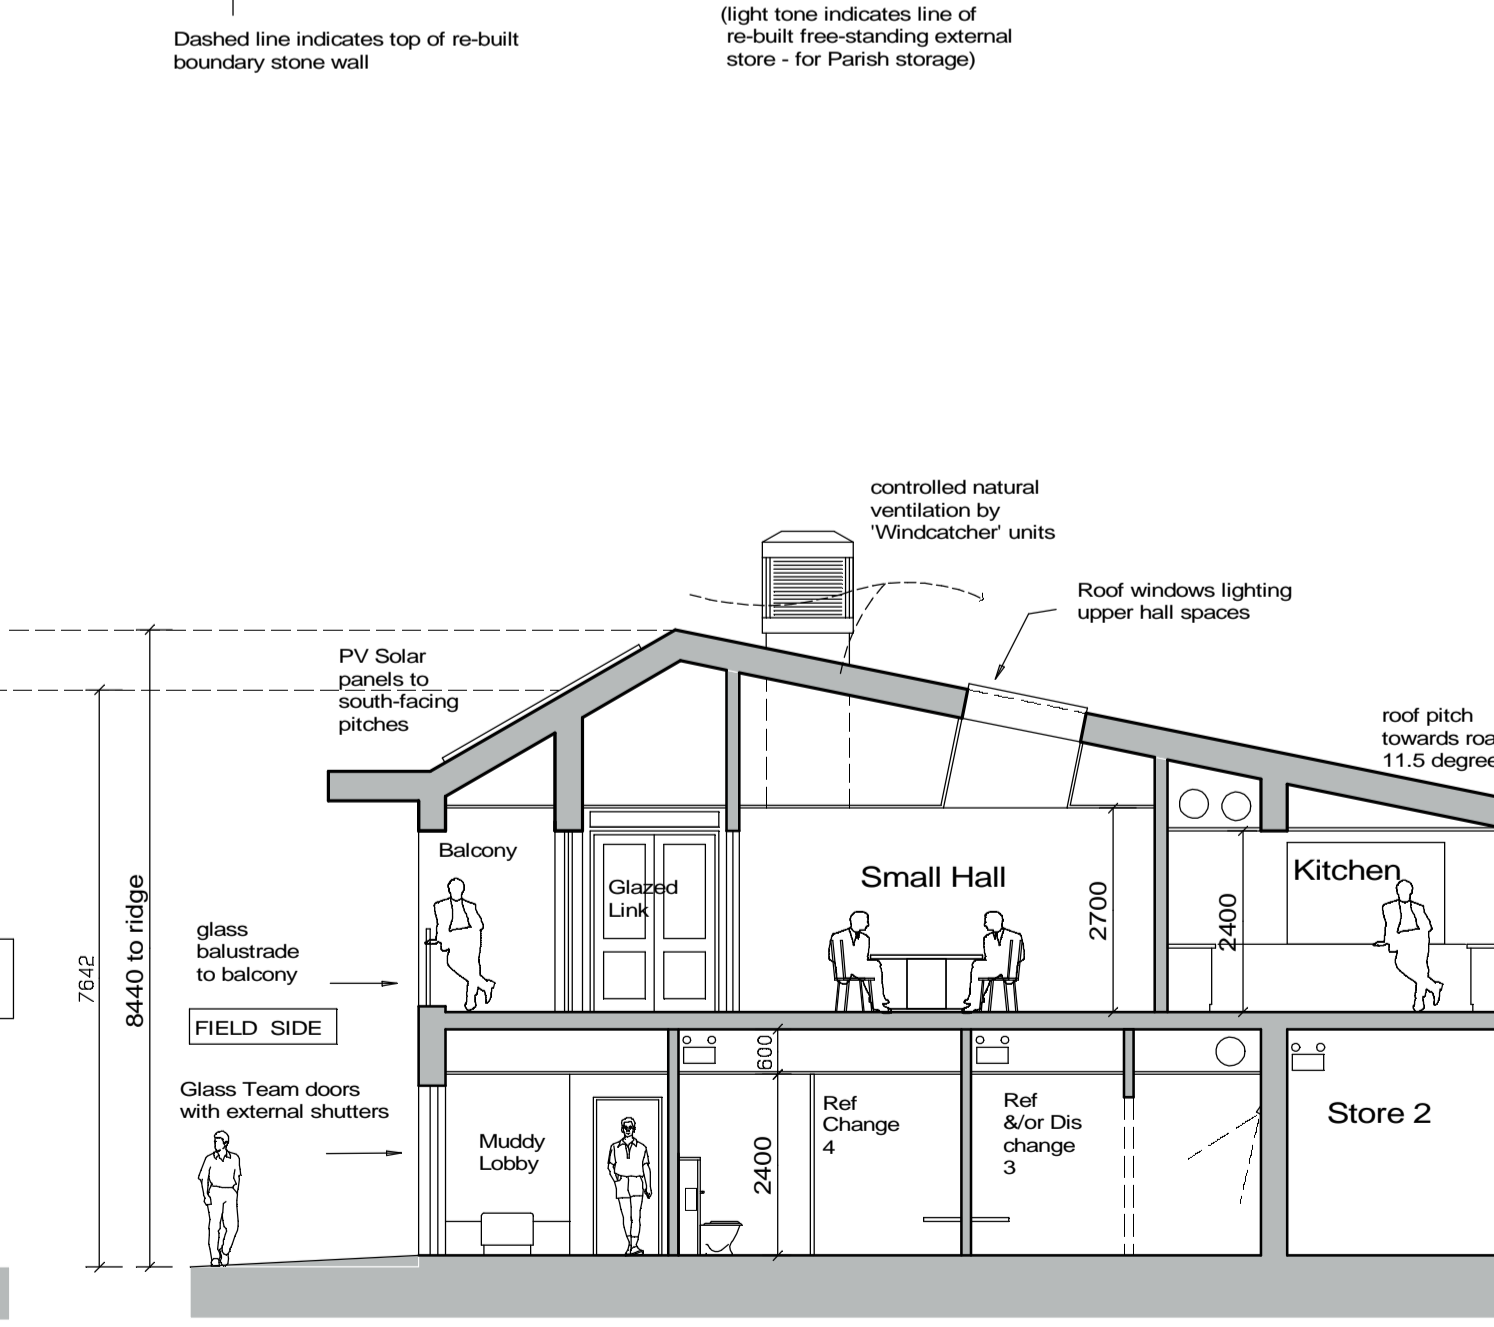 Dashed line indicates top of re-built
boundary stone wall
(light tone indicates line of
re-built free-standing external
store - for Parish storage)
controlled natural
ventilation by
'Windcatcher' units
Roof windows lighting
upper hall spaces
PV Solar
panels to
south-facing
pitches
roof pitch
towards roa
11.5 degree
Balcony
Glazed
Link
Small Hall
2700
2400
Kitchen
glass
balustrade
to balcony
7642
8440 to ridge
FIELD SIDE
Glass Team doors
with external shutters
Muddy
Lobby
600
2400
Ref
Change
4
Ref
&/or Dis
change
3
Store 2